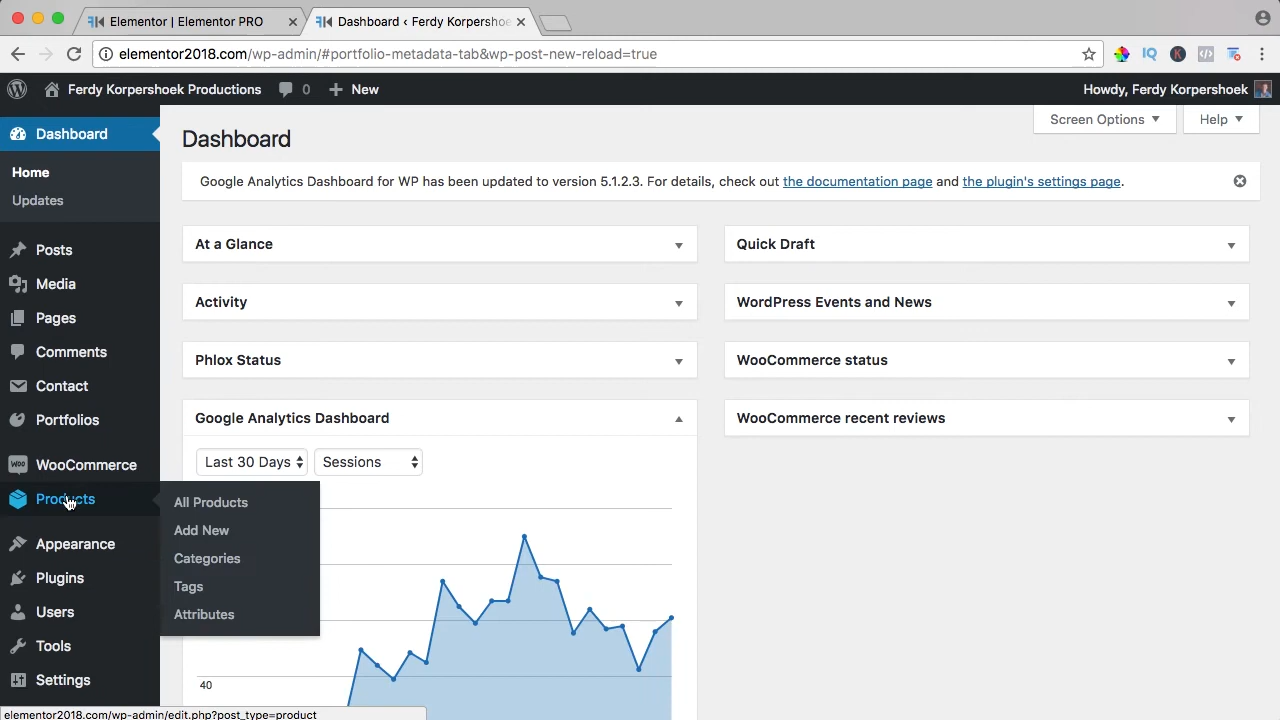 Elementor | Elementor PRO
Dashboard ‹ Ferdy Korpershoe
elementor2018.com/wp-admin/#portfolio-metadata-tab&wp-post-new-reload=true
Ferdy Korpershoek Productions
0
New
Howdy, Ferdy Korpershoek
Dashboard
Home
Updates
Posts
Media
Pages
Comments
Contact
Portfolios
WooCommerce
Products
Appearance
Plugins
Users
Tools
Settings
All Products
Add New
Categories
Tags
Attributes
Dashboard
Screen Options
Help
Google Analytics Dashboard for WP has been updated to version 5.1.2.3. For details, check out the documentation page and the plugin's settings page.
At a Glance
Activity
Phlox Status
Google Analytics Dashboard
Last 30 Days
Sessions
40
Quick Draft
WordPress Events and News
WooCommerce status
WooCommerce recent reviews
elementor2018.com/wp-admin/edit.php?post_type=product